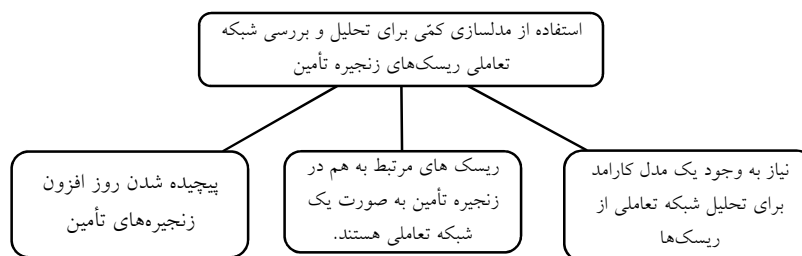 استفاده از مدلسازی کمّی برای تحلیل و بررسی شبکه
تعاملی ریسک‌های زنجیره تأمین
نیاز به وجود یک مدل کارامد
برای تحلیل شبکه تعاملی از
ریسک‌ها
ریسک های مرتبط به هم در
زنجیره تأمین به صورت یک
شبکه تعاملی هستند.
پیچیده شدن روز افزون
زنجیره‌های تأمین